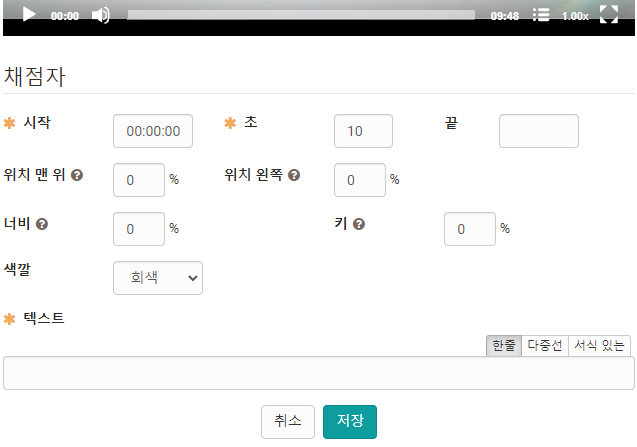 00:00 09:48 1.00x
채점자
✱ 시작 00:00:00 ✱ 초 10 끝
위치 맨 위 ? 0 % 위치 왼쪽 ? 0 %
너비 ? 0 % 키 ? 0 %
색깔 회색
✱ 텍스트
한줄 다중선 서식 있는
취소 저장